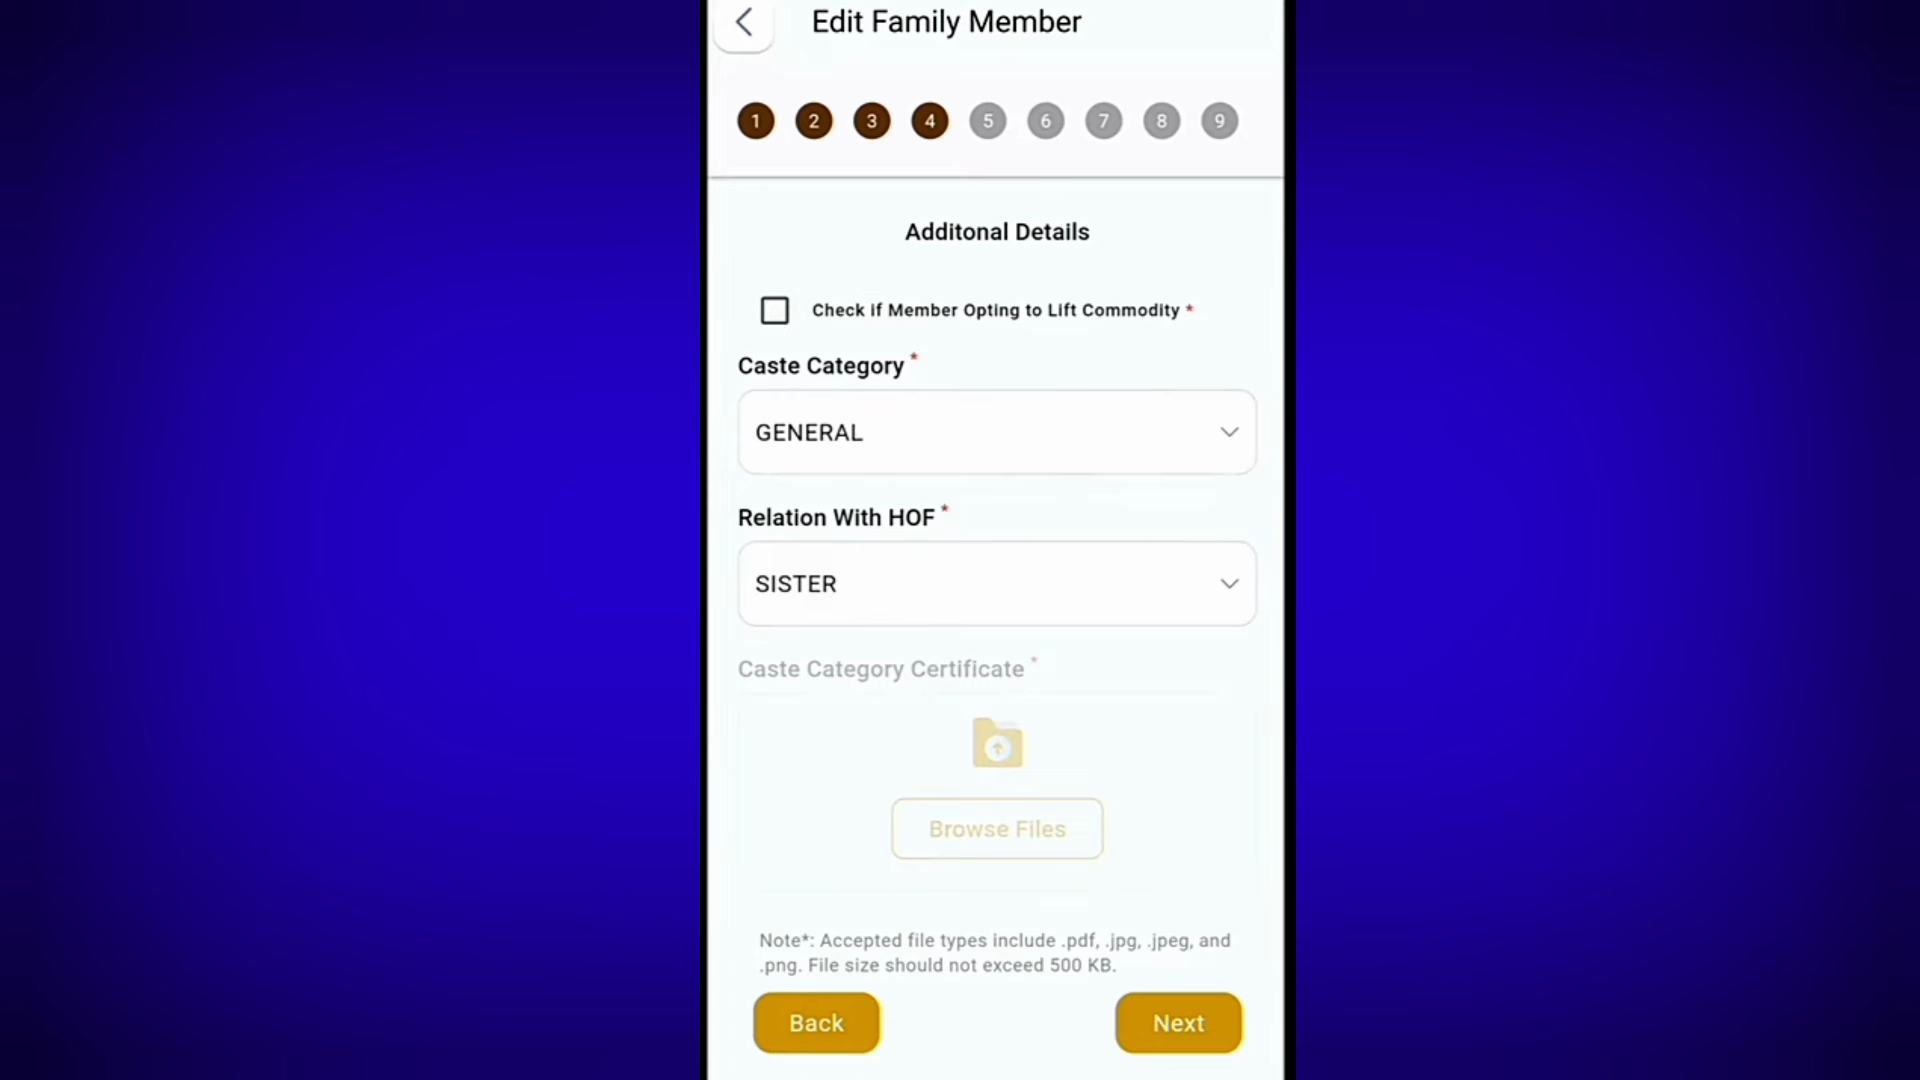 Edit Family Member
1 2 3 4 5 6 7 8 9
Additonal Details
Check if Member Opting to Lift Commodity *
Caste Category *
GENERAL
Relation With HOF *
SISTER
Caste Category Certificate *
Browse Files
Note*: Accepted file types include .pdf, .jpg, .jpeg, and
.png. File size should not exceed 500 KB.
Back Next